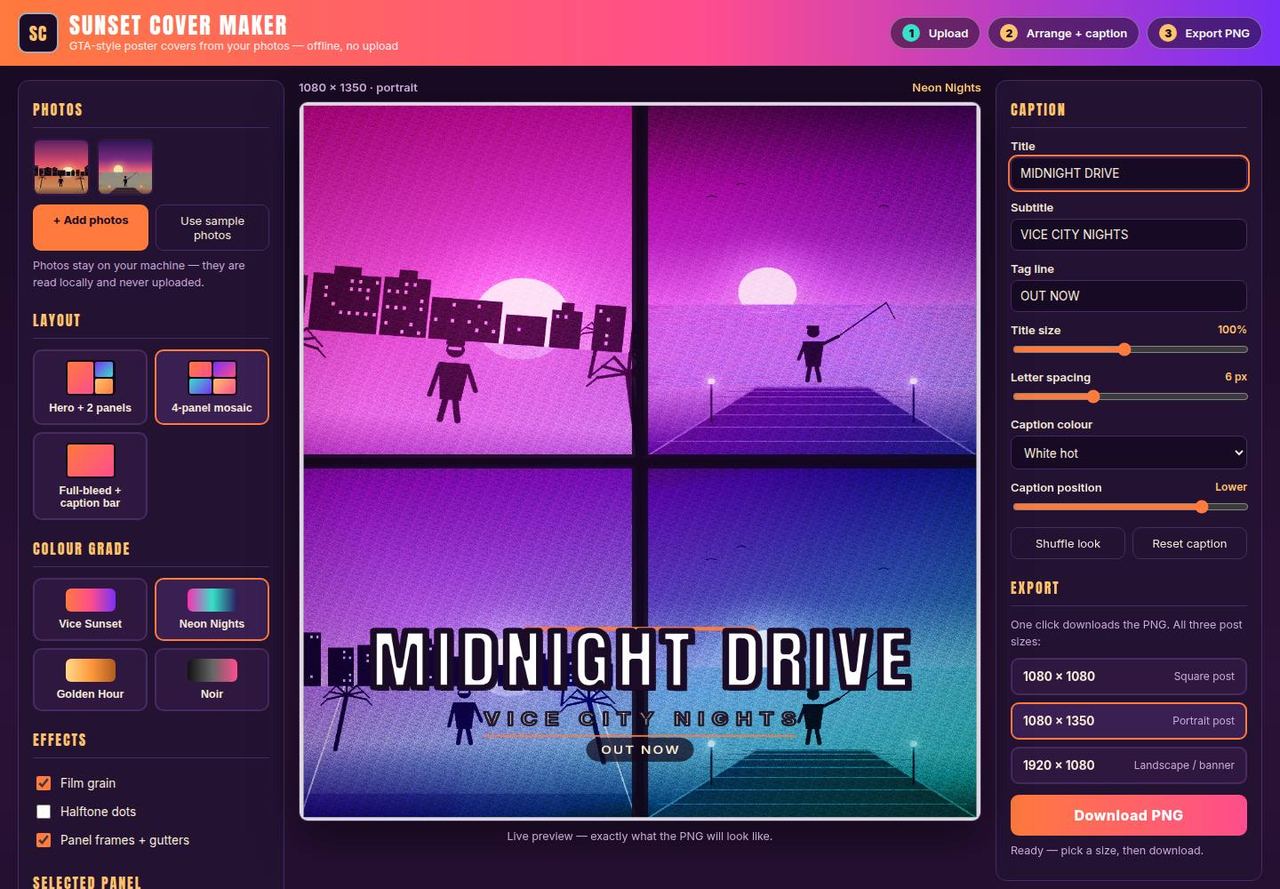 SC
SUNSET COVER MAKER
GTA-style poster covers from your photos — offline, no upload
1 Upload
2 Arrange + caption
3 Export PNG
PHOTOS
+ Add photos
Use sample
photos
Photos stay on your machine — they are
read locally and never uploaded.
LAYOUT
Hero + 2 panels
4-panel mosaic
Full-bleed +
caption bar
COLOUR GRADE
Vice Sunset
Neon Nights
Golden Hour
Noir
EFFECTS
Film grain
Halftone dots
Panel frames + gutters
SELECTED PANEL
1080 × 1350 · portrait
Neon Nights
MIDNIGHT DRIVE
VICE CITY NIGHTS
OUT NOW
Live preview — exactly what the PNG will look like.
CAPTION
Title
MIDNIGHT DRIVE
Subtitle
VICE CITY NIGHTS
Tag line
OUT NOW
Title size 100%
Letter spacing 6 px
Caption colour
White hot
Caption position Lower
Shuffle look
Reset caption
EXPORT
One click downloads the PNG. All three post
sizes:
1080 × 1080 Square post
1080 × 1350 Portrait post
1920 × 1080 Landscape / banner
Download PNG
Ready — pick a size, then download.